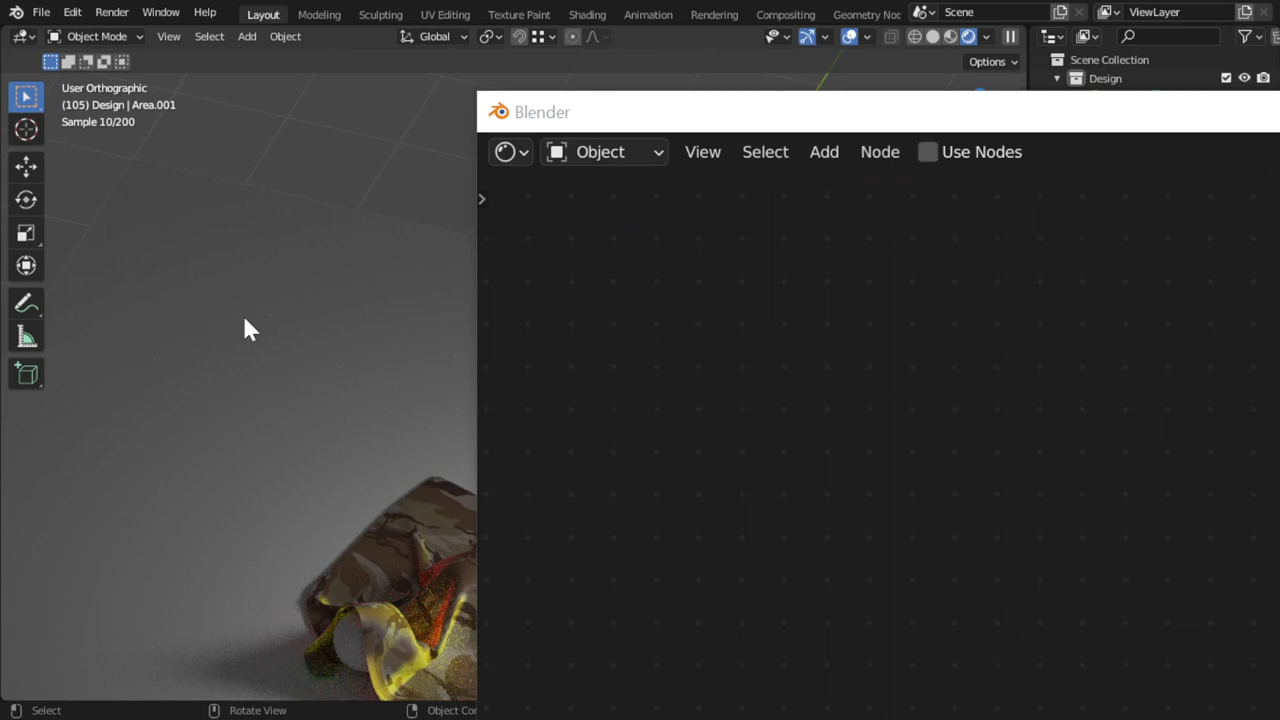 File Edit Render Window Help Layout Modeling Sculpting UV Editing Texture Paint Shading Animation Rendering Compositing Geometry Noc Scene ViewLayer
Object Mode View Select Add Object Global
Options Scene Collection
Design
User Orthographic
(105) Design | Area.001
Sample 10/200
Blender
Object View Select Add Node Use Nodes
Select Rotate View Object Cor